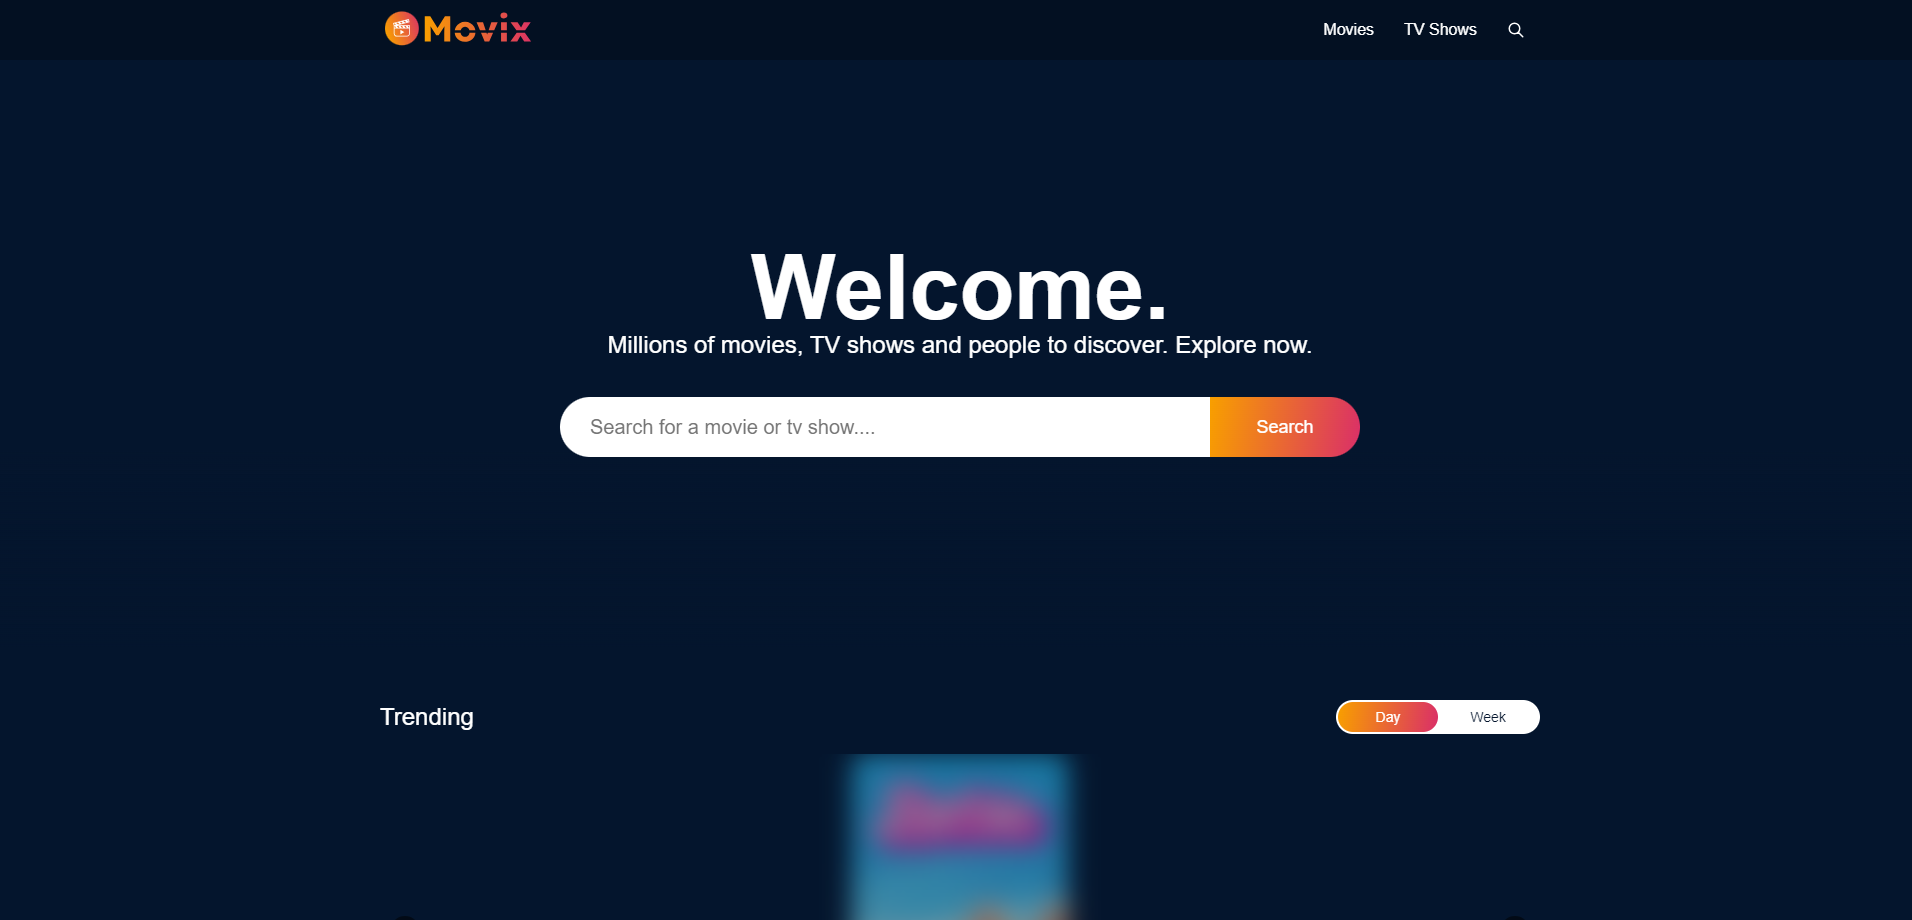 Movix
Movies
TV Shows
Welcome.
Millions of movies, TV shows and people to discover. Explore now.
Search for a movie or tv show....
Search
Trending
Day
Week